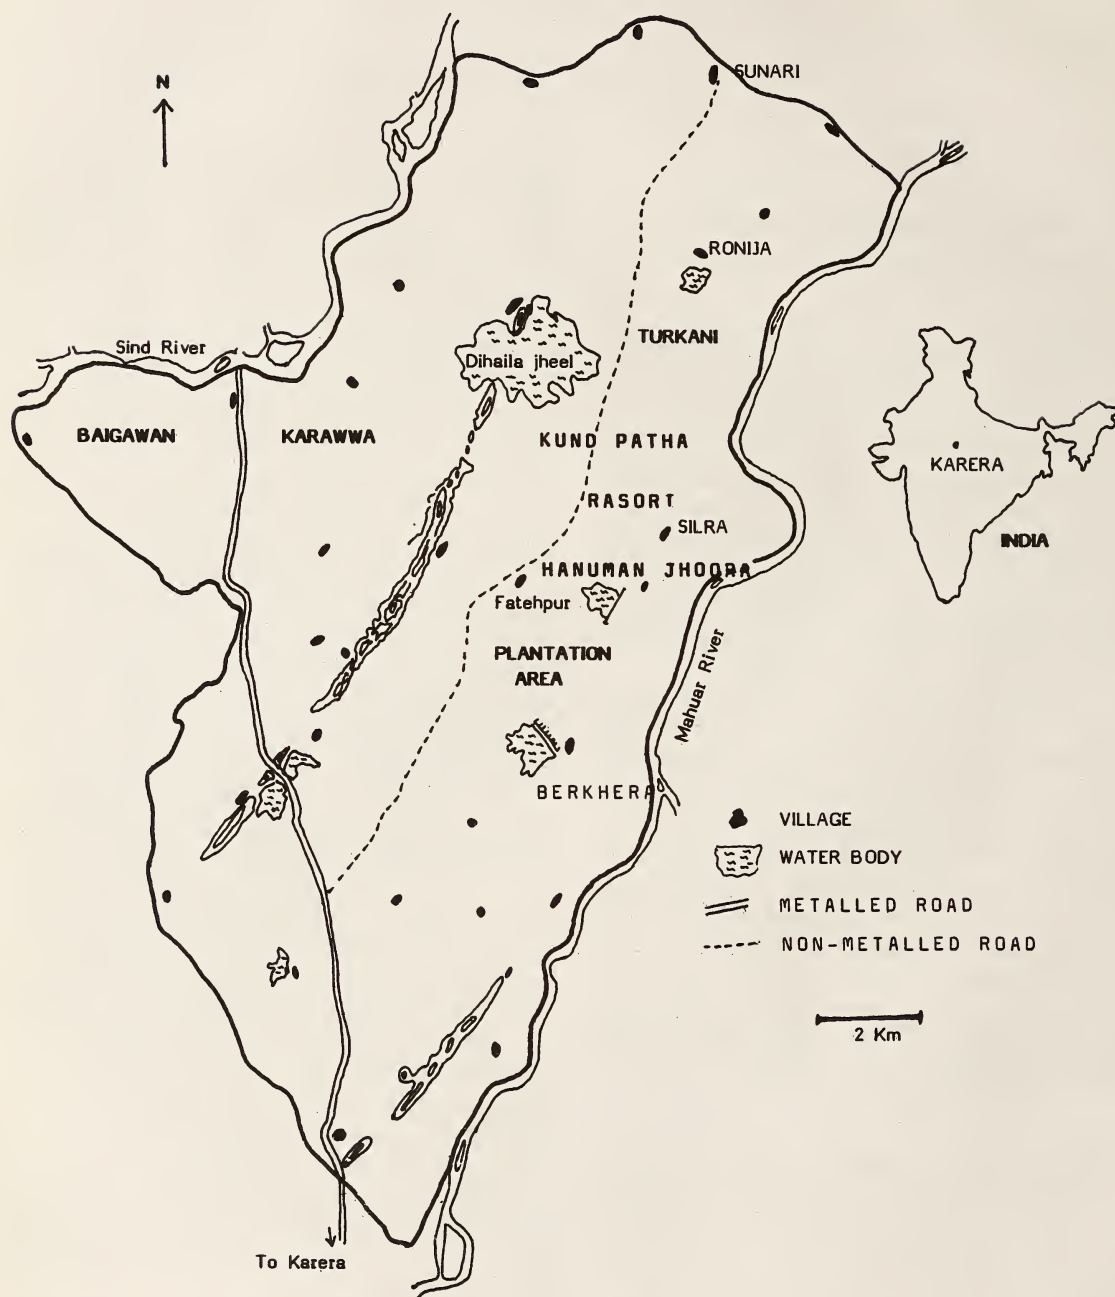 N
SUNARI
RONIJA
TURKANI
Sind River
Dihaila jheel
BAIGAWAN
KARAWWA
KUND PATHA
KARERA
RASORT
SILRA
INDIA
HANUMAN JHOORA
Fatehpur
PLANTATION
AREA
Mahuar River
BERKHERA
VILLAGE
WATER BODY
METALLED ROAD
NON-METALLED ROAD
2 Km
To Karera